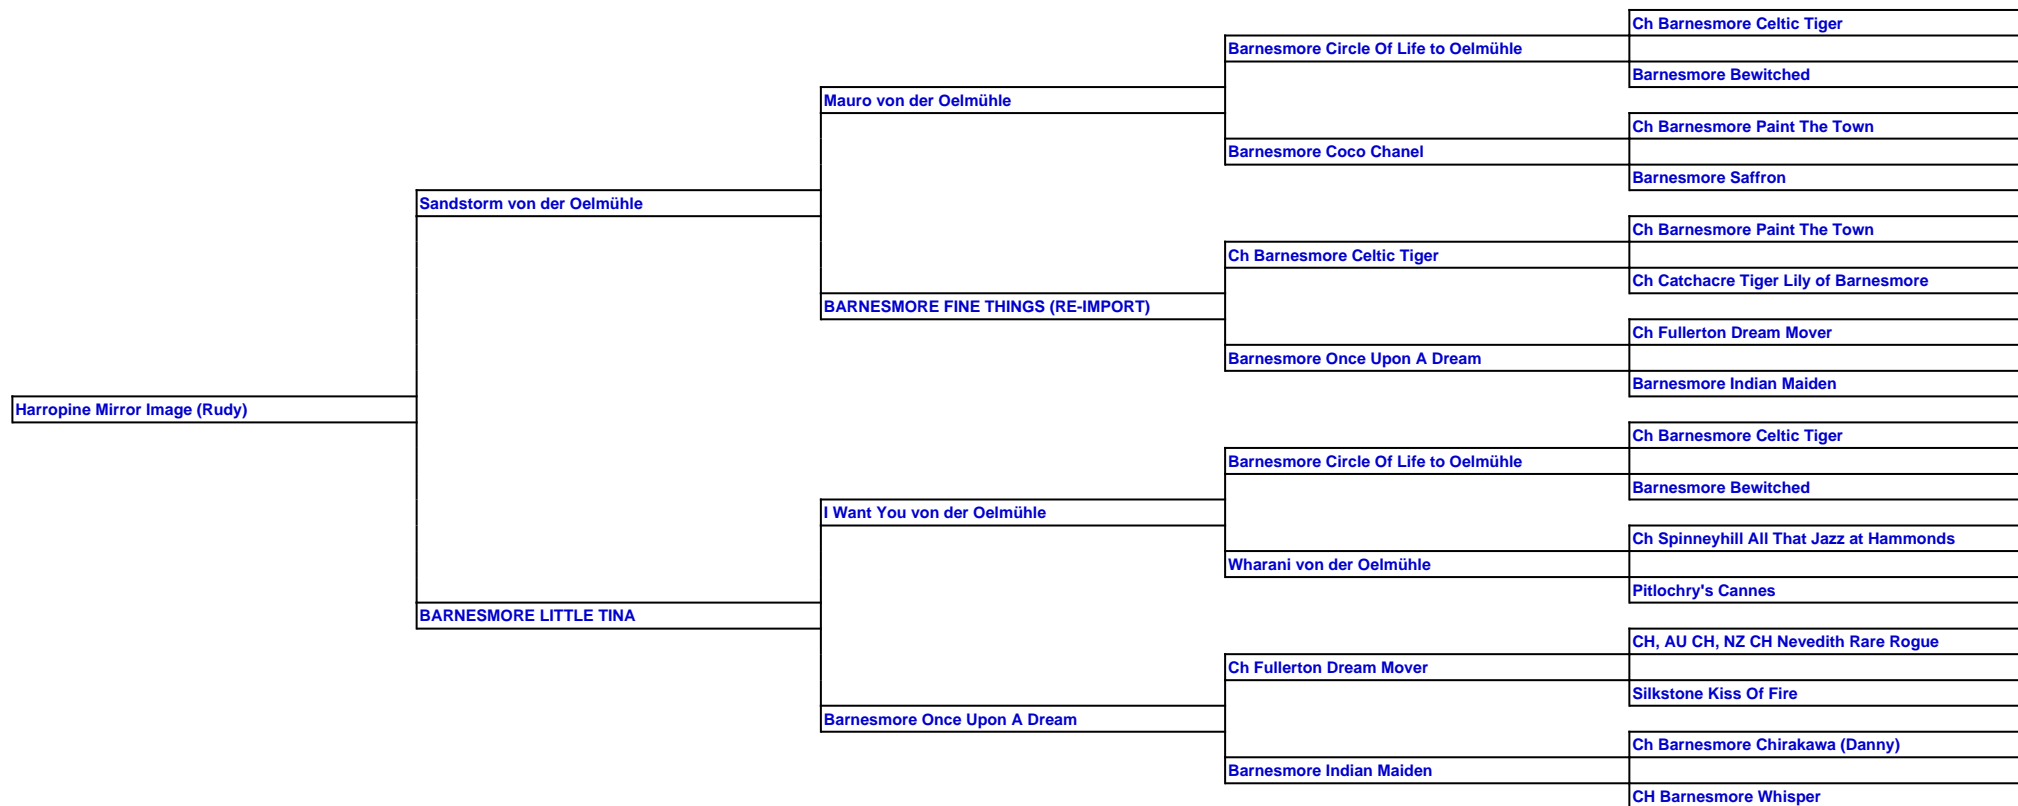 Ch Barnesmore Celtic Tiger
Barnesmore Circle Of Life to Oelmühle
Barnesmore Bewitched
Mauro von der Oelmühle
Ch Barnesmore Paint The Town
Barnesmore Coco Chanel
Barnesmore Saffron
Sandstorm von der Oelmühle
Ch Barnesmore Paint The Town
Ch Barnesmore Celtic Tiger
Ch Catchacre Tiger Lily of Barnesmore
BARNESMORE FINE THINGS (RE-IMPORT)
Ch Fullerton Dream Mover
Barnesmore Once Upon A Dream
Barnesmore Indian Maiden
Harropine Mirror Image (Rudy)
Ch Barnesmore Celtic Tiger
Barnesmore Circle Of Life to Oelmühle
Barnesmore Bewitched
I Want You von der Oelmühle
Ch Spinneyhill All That Jazz at Hammonds
Wharani von der Oelmühle
Pitlochry's Cannes
BARNESMORE LITTLE TINA
CH, AU CH, NZ CH Nevedith Rare Rogue
Ch Fullerton Dream Mover
Silkstone Kiss Of Fire
Barnesmore Once Upon A Dream
Ch Barnesmore Chirakawa (Danny)
Barnesmore Indian Maiden
CH Barnesmore Whisper